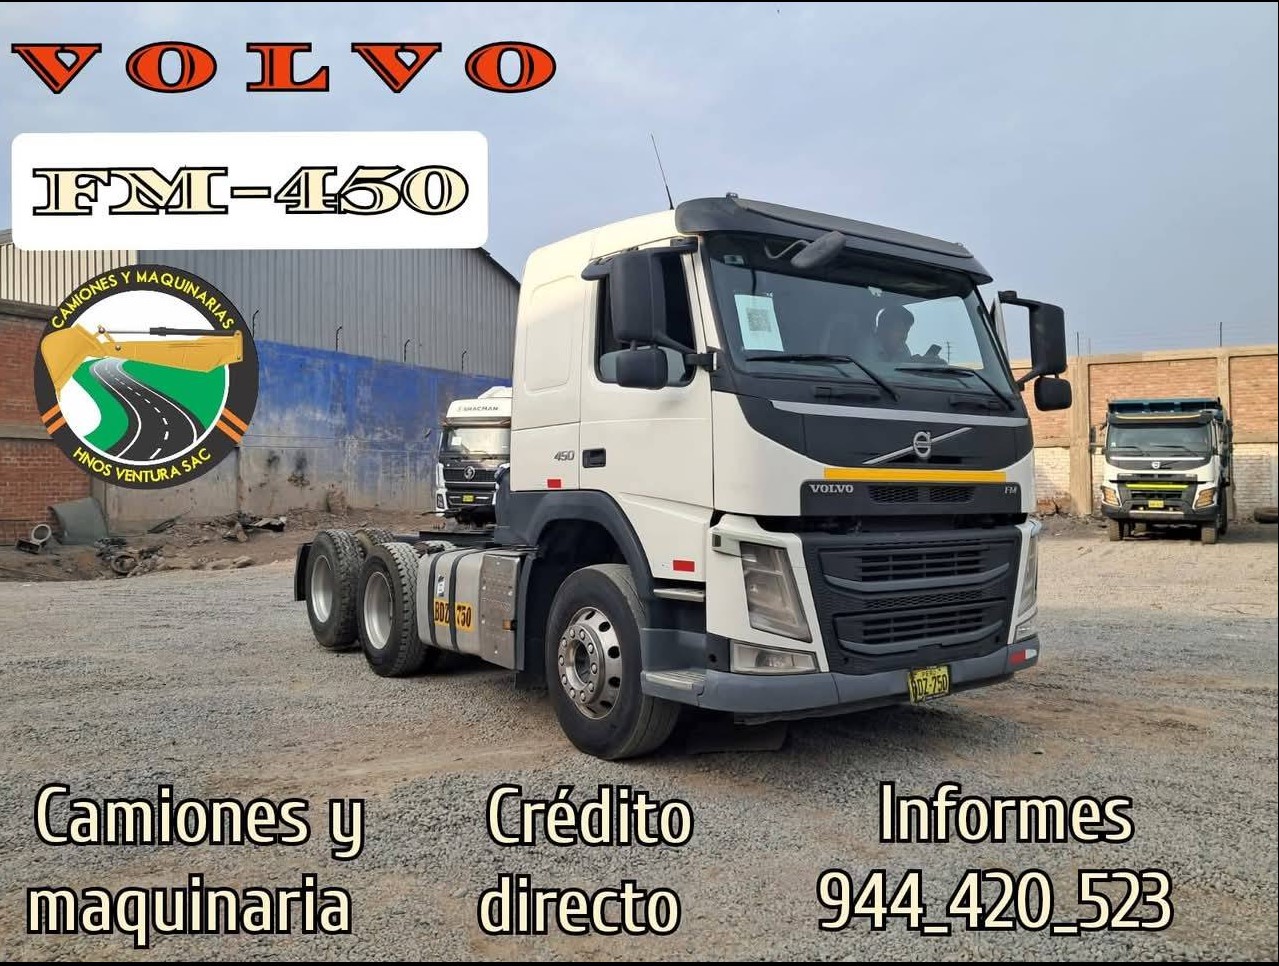 VOLVO
FM-450
CAMIONES Y MAQUINARIAS
HNOS VENTURA SAC
SHACMAN
450
VOLVO
FM
BDZ 750
BDZ-750
Camiones y
maquinaria
Crédito
directo
Informes
944_420_523